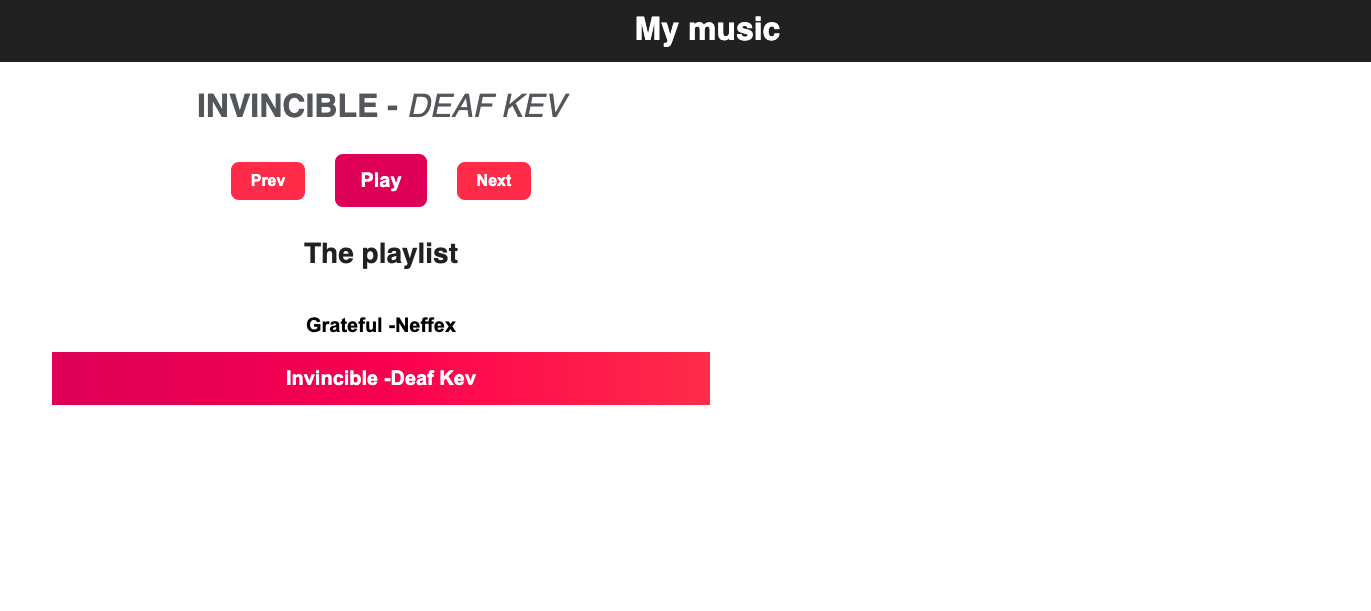 My music
INVINCIBLE - DEAF KEV
Prev Play Next
The playlist
Grateful -Neffex
Invincible -Deaf Kev